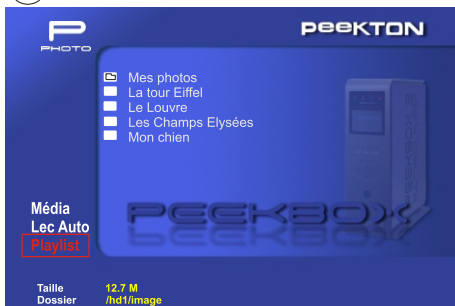 P
PHOTO
PEEKTON
Mes photos
La tour Eiffel
Le Louvre
Les Champs Elysées
Mon chien
PEEKBOX
Média
Lec Auto
Playlist
Taille 12.7 M
Dossier /hd1/image